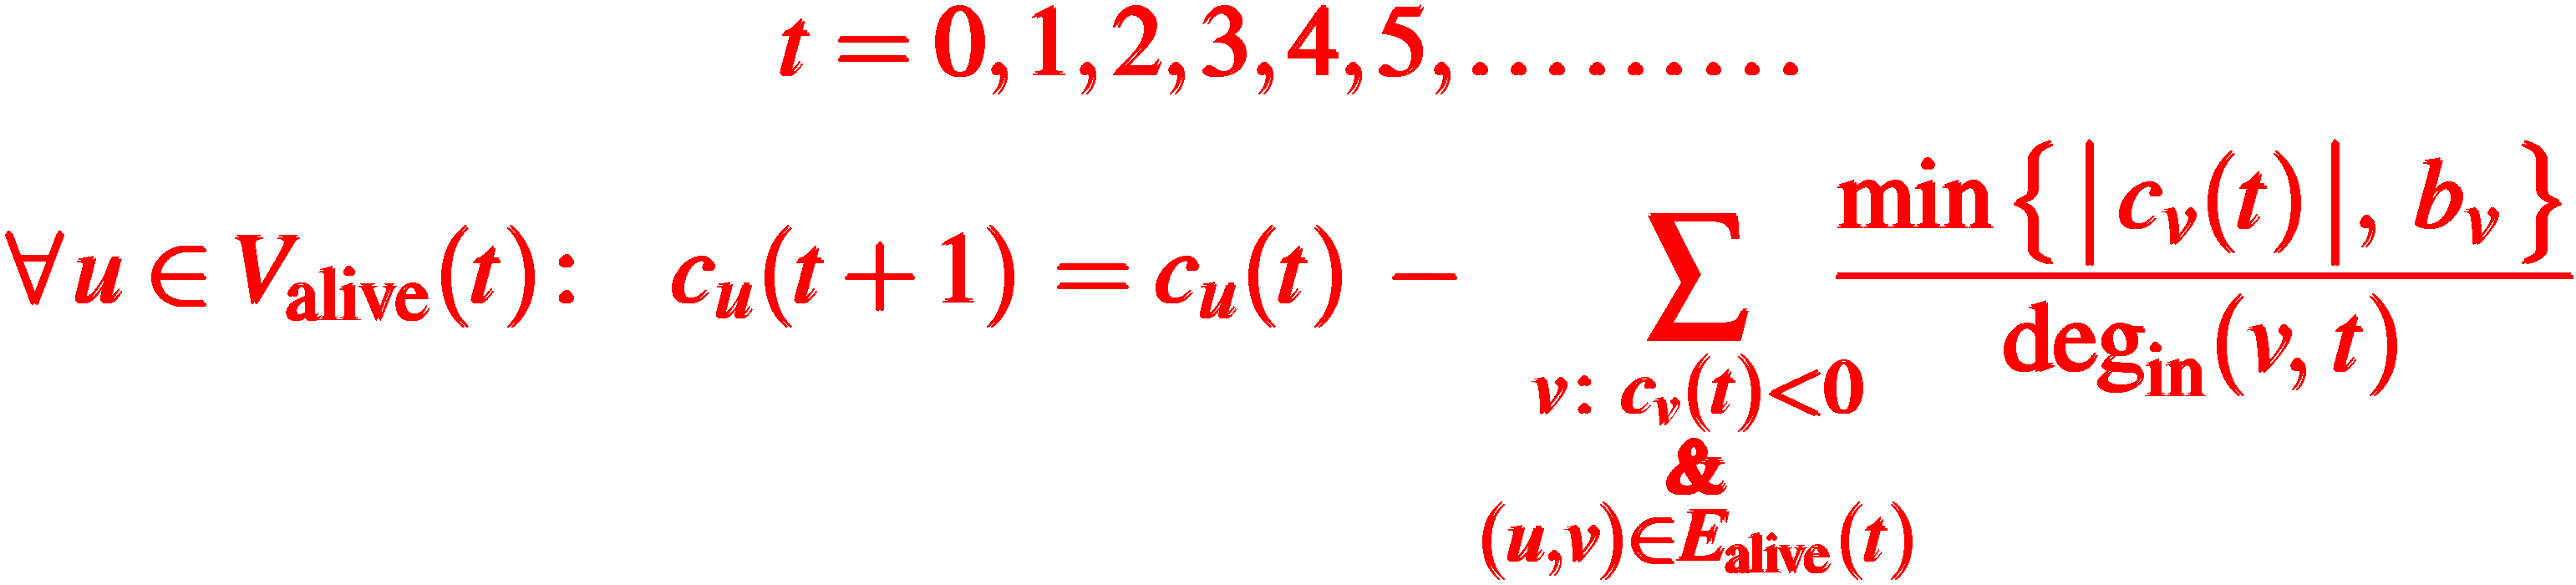 t = 0, 1, 2, 3, 4, 5, . . . . . . . . .
∀ u ∈ V_alive(t) : c_u(t + 1) = c_u(t) − ∑_{v: c_v(t)<0 & (u,v)∈E_alive(t)} min { | c_v(t) |, b_v } / deg_in(v, t)